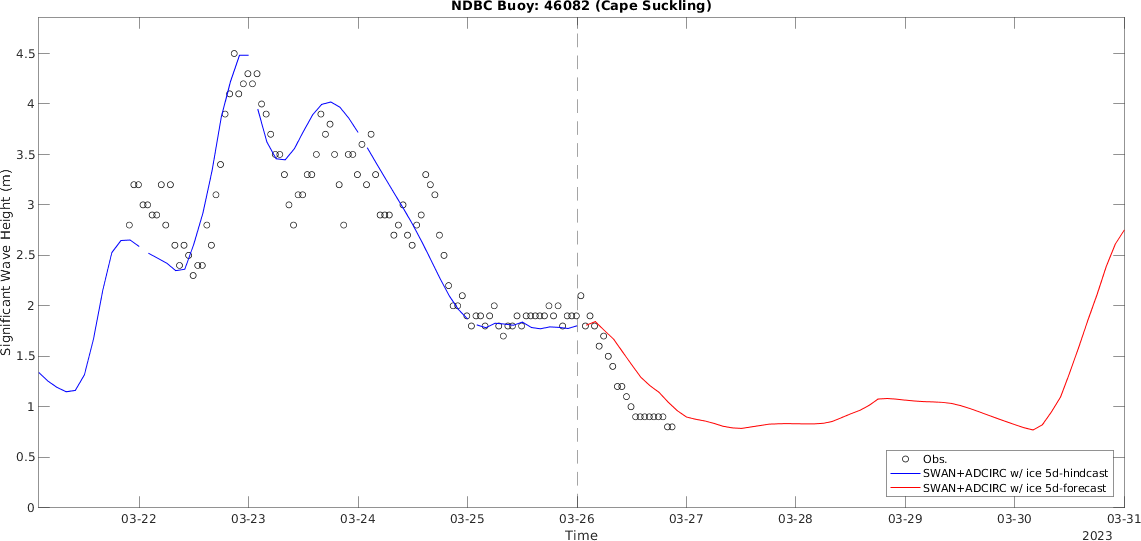 NDBC Buoy: 46082 (Cape Suckling)
Significant Wave Height (m)
4.5
4
3.5
3
2.5
2
1.5
1
0.5
0
Obs.
SWAN+ADCIRC w/ ice 5d-hindcast
SWAN+ADCIRC w/ ice 5d-forecast
03-22 03-23 03-24 03-25 03-26 03-27 03-28 03-29 03-30 03-31
Time
2023